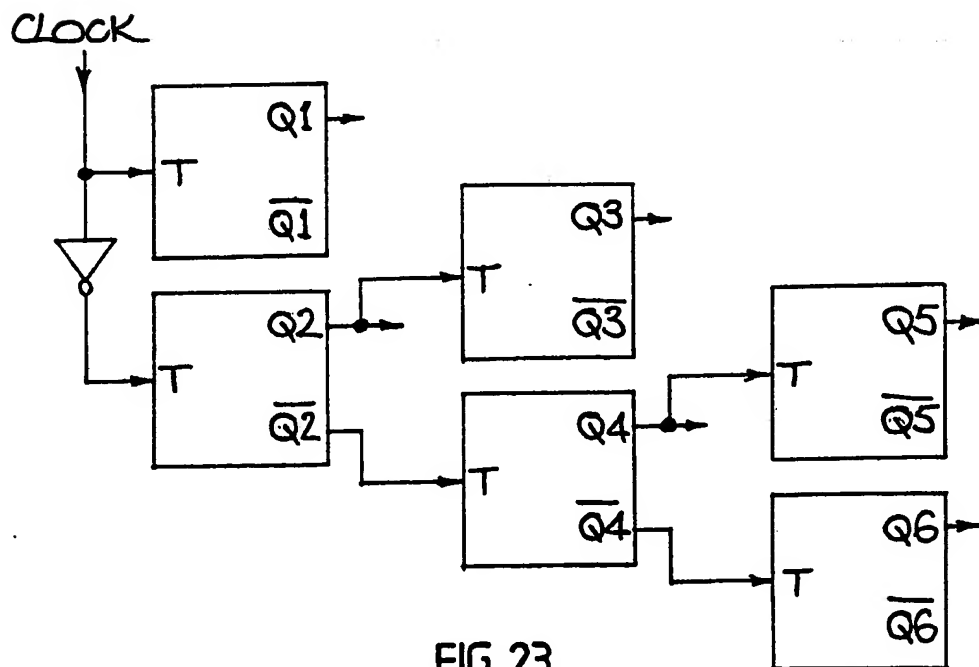 CLOCK
Q1
T
Q̅1̅
Q3
T
Q̅3̅
Q2
T
Q̅2̅
Q5
T
Q̅5̅
Q4
T
Q̅4̅
Q6
T
Q̅6̅
FIG 23